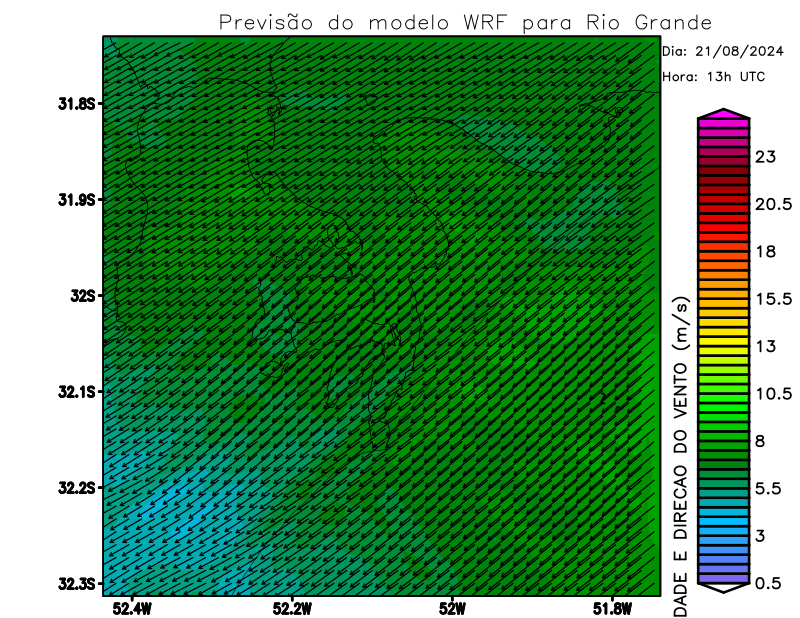 Previsão do modelo WRF para Rio Grande
Dia: 21/08/2024
Hora: 13h UTC
31.8S
31.9S
32S
32.1S
32.2S
32.3S
52.4W
52.2W
52W
51.8W
23
20.5
18
15.5
13
10.5
8
5.5
3
0.5
DADE E DIRECAO DO VENTO (m/s)